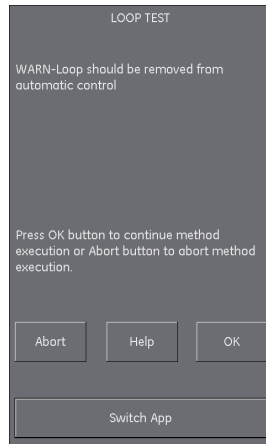 LOOP TEST
WARN-Loop should be removed from
automatic control
Press OK button to continue method
execution or Abort button to abort method
execution.
Abort Help OK
Switch App